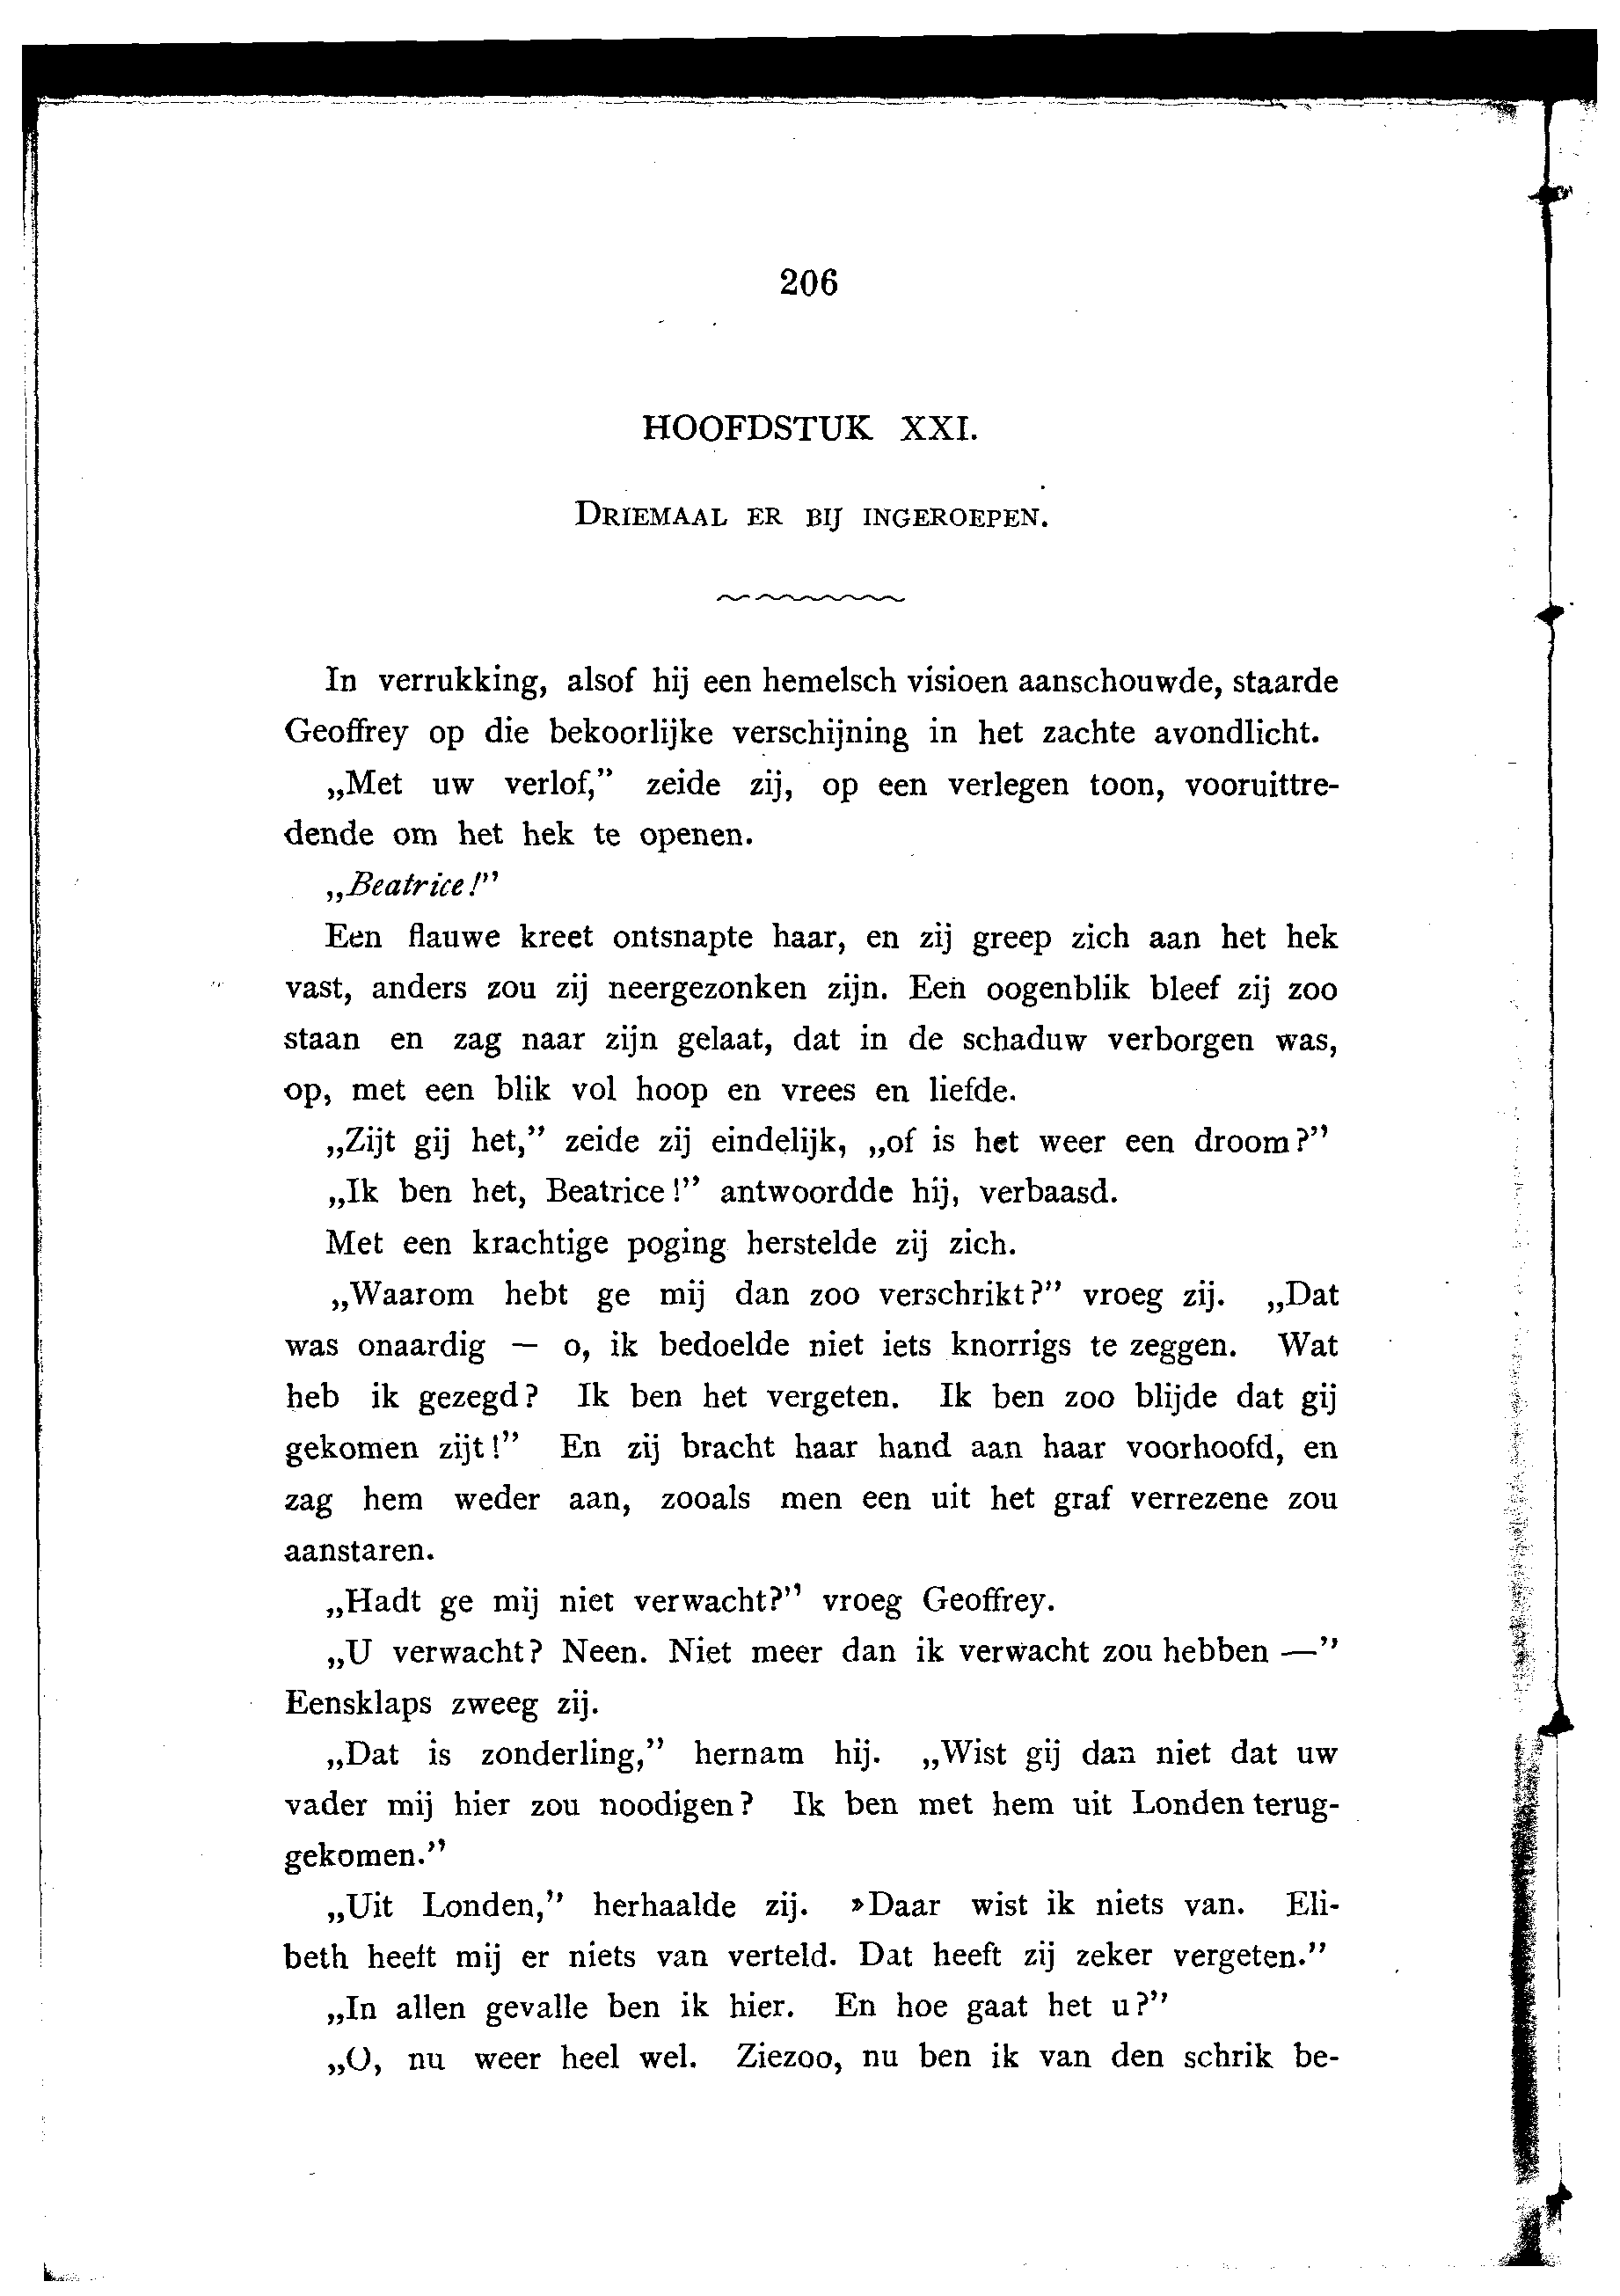 206
HOOFDSTUK XXI.
DRIEMAAL ER BIJ INGEROEPEN.
In verrukking, alsof hij een hemelsch visioen aanschouwde, staarde
Geoffrey op die bekoorlijke verschijning in het zachte avondlicht.
„Met uw verlof,” zeide zij, op een verlegen toon, vooruittre-
dende om het hek te openen.
„Beatrice!”
Een flauwe kreet ontsnapte haar, en zij greep zich aan het hek
vast, anders zou zij neergezonken zijn. Een oogenblik bleef zij zoo
staan en zag naar zijn gelaat, dat in de schaduw verborgen was,
op, met een blik vol hoop en vrees en liefde.
„Zijt gij het,” zeide zij eindelijk, „of is het weer een droom?”
„Ik ben het, Beatrice!” antwoordde hij, verbaasd.
Met een krachtige poging herstelde zij zich.
„Waarom hebt ge mij dan zoo verschrikt?” vroeg zij. „Dat
was onaardig — o, ik bedoelde niet iets knorrigs te zeggen. Wat
heb ik gezegd? Ik ben het vergeten. Ik ben zoo blijde dat gij
gekomen zijt!” En zij bracht haar hand aan haar voorhoofd, en
zag hem weder aan, zooals men een uit het graf verrezene zou
aanstaren.
„Hadt ge mij niet verwacht?” vroeg Geoffrey.
„U verwacht? Neen. Niet meer dan ik verwacht zou hebben —”
Eensklaps zweeg zij.
„Dat is zonderling,” hernam hij. „Wist gij dan niet dat uw
vader mij hier zou noodigen? Ik ben met hem uit Londen terug-
gekomen.”
„Uit Londen,” herhaalde zij. »Daar wist ik niets van. Eli-
beth heeft mij er niets van verteld. Dat heeft zij zeker vergeten.”
„In allen gevalle ben ik hier. En hoe gaat het u?”
„O, nu weer heel wel. Ziezoo, nu ben ik van den schrik be-